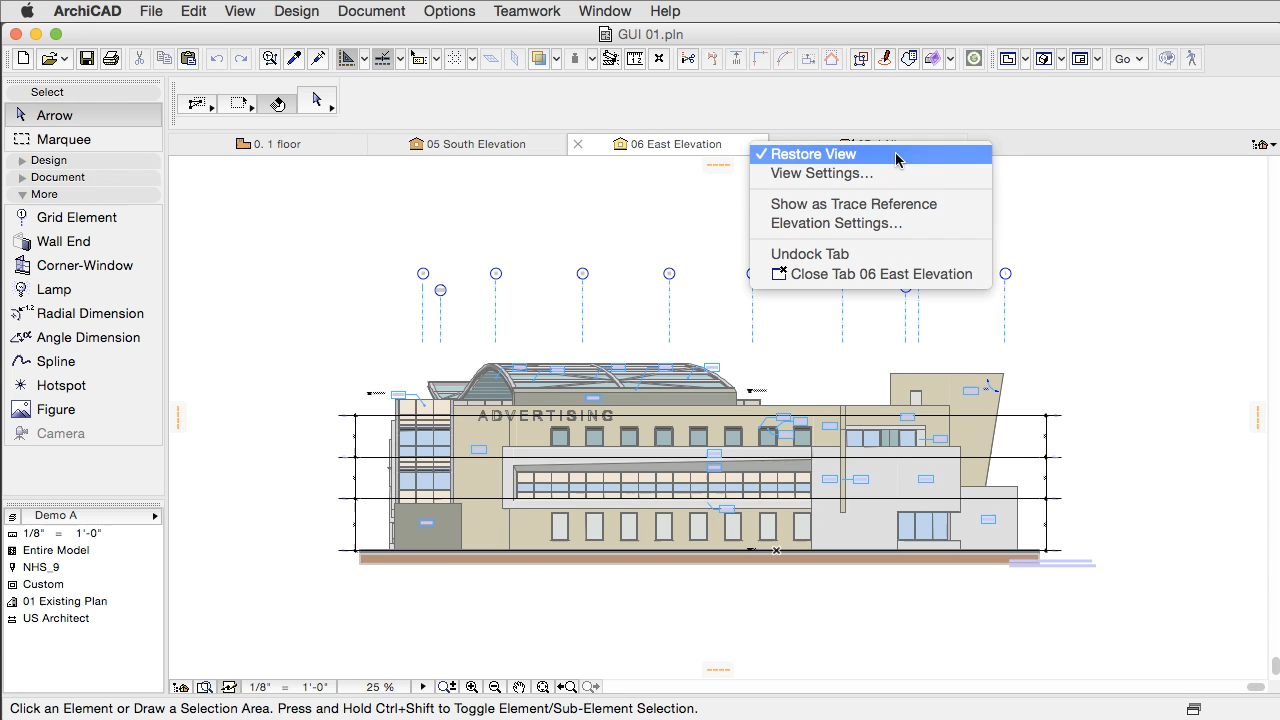 ArchiCAD File Edit View Design Document Options Teamwork Window Help
GUI 01.pln
Go
Select
Arrow
Marquee
Design
Document
More
Grid Element
Wall End
Corner-Window
Lamp
1.2
Radial Dimension
Angle Dimension
Spline
Hotspot
Figure
Camera
Demo A
1/8" = 1'-0"
Entire Model
NHS_9
Custom
01 Existing Plan
US Architect
0. 1 floor
05 South Elevation
06 East Elevation
Restore View
View Settings...
Show as Trace Reference
Elevation Settings...
Undock Tab
Close Tab 06 East Elevation
ADVERTISING
1/8" = 1'-0"
25 %
Click an Element or Draw a Selection Area. Press and Hold Ctrl+Shift to Toggle Element/Sub-Element Selection.